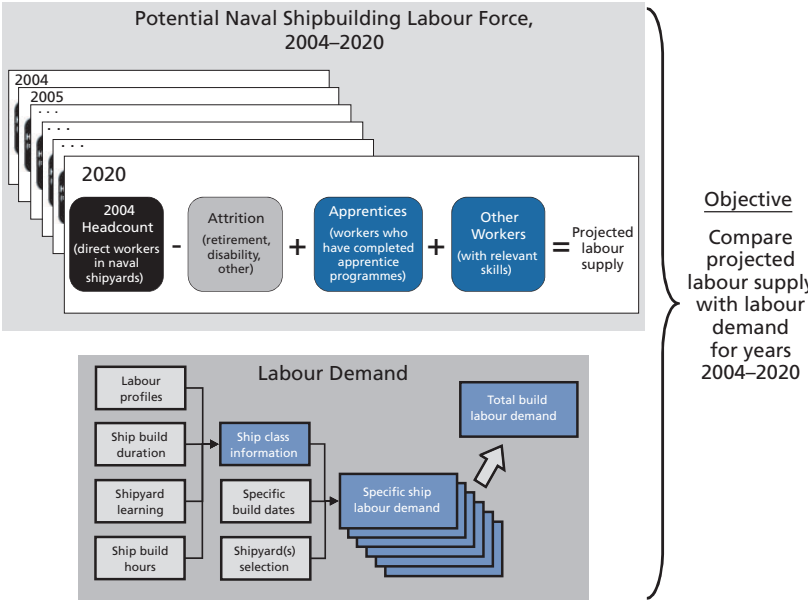 Potential Naval Shipbuilding Labour Force,
2004–2020
2004
2005
. . .
. . .
. . .
2020
2004
Headcount
(direct workers
in naval
shipyards)
-
Attrition
(retirement,
disability,
other)
+
Apprentices
(workers who
have completed
apprentice
programmes)
+
Other
Workers
(with relevant
skills)
=
Projected
labour
supply
Objective
Compare
projected
labour supply
with labour
demand
for years
2004–2020
Labour Demand
Labour
profiles
Ship build
duration
Shipyard
learning
Ship build
hours
Ship class
information
Specific
build dates
Shipyard(s)
selection
Specific ship
labour demand
Total build
labour demand